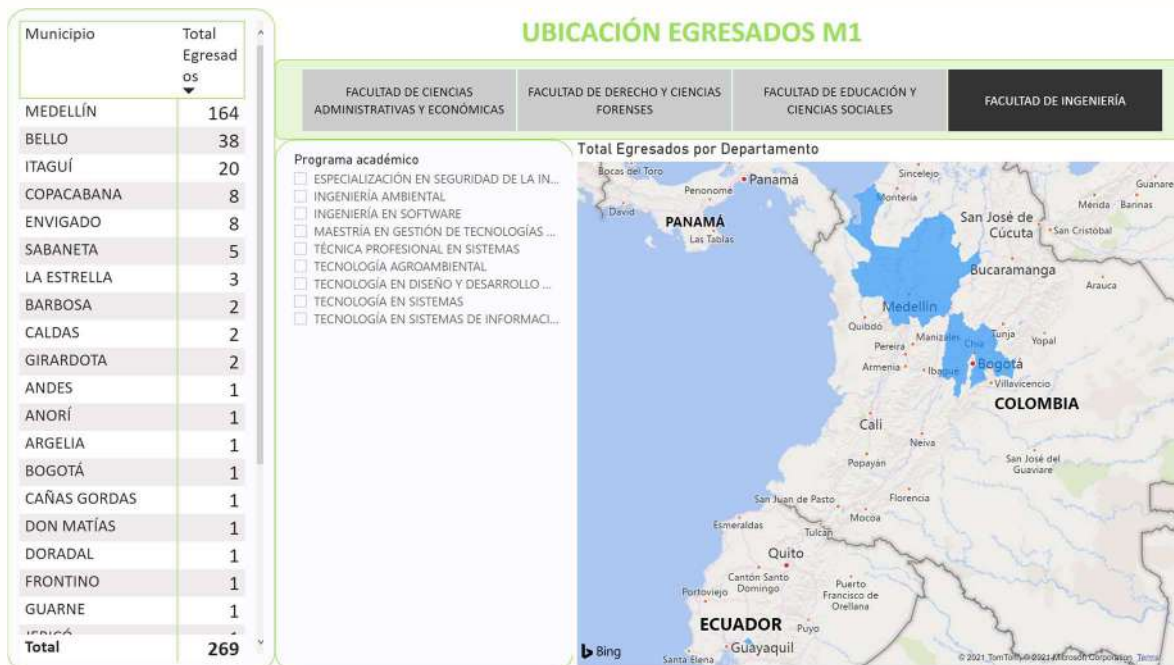 UBICACIÓN EGRESADOS M1
Municipio Total
Egresad
os
MEDELLÍN 164
BELLO 38
ITAGUÍ 20
COPACABANA 8
ENVIGADO 8
SABANETA 5
LA ESTRELLA 3
BARBOSA 2
CALDAS 2
GIRARDOTA 2
ANDES 1
ANORÍ 1
ARGELIA 1
BOGOTÁ 1
CAÑAS GORDAS 1
DON MATÍAS 1
DORADAL 1
FRONTINO 1
GUARNE 1
Total 269
FACULTAD DE CIENCIAS
ADMINISTRATIVAS Y ECONÓMICAS
FACULTAD DE DERECHO Y CIENCIAS
FORENSES
FACULTAD DE EDUCACIÓN Y
CIENCIAS SOCIALES
FACULTAD DE INGENIERÍA
Programa académico
ESPECIALIZACIÓN EN SEGURIDAD DE LA IN...
INGENIERÍA AMBIENTAL
INGENIERÍA EN SOFTWARE
MAESTRÍA EN GESTIÓN DE TECNOLOGÍAS ...
TÉCNICA PROFESIONAL EN SISTEMAS
TECNOLOGÍA AGROAMBIENTAL
TECNOLOGÍA EN DISEÑO Y DESARROLLO ...
TECNOLOGÍA EN SISTEMAS
TECNOLOGÍA EN SISTEMAS DE INFORMACI...
Total Egresados por Departamento
Bocas del Toro
Sincelejo
Panamá
Guanare
Penonomé
Montería
Mérida
Barinas
David
PANAMÁ
San José de
Cúcuta
San Cristóbal
Las Tablas
Bucaramanga
Arauca
Medellín
Quibdó
Tunja
Manizales
Chía
Yopal
Pereira
Bogotá
Armenia
Ibagué
Villavicencio
COLOMBIA
Cali
Neiva
San José del
Guaviare
Popayán
San Juan de Pasto
Florencia
Mocoa
Esmeraldas
Tulcán
Quito
Cantón Santo
Domingo
Puerto
Francisco de
Orellana
Portoviejo
ECUADOR
Puyo
Guayaquil
Santa Elena
Bing
© 2021 TomTom, © 2021 Microsoft Corporation Terms